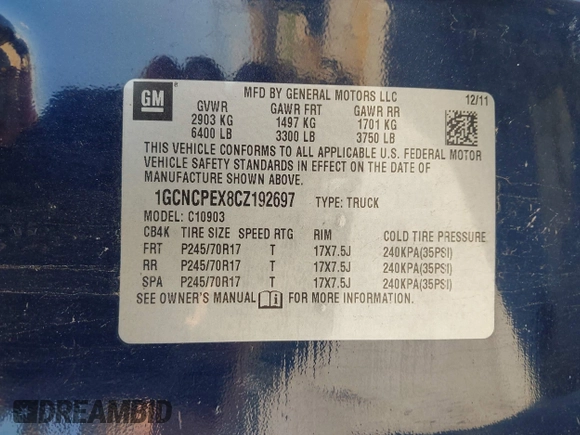 GM
MFD BY GENERAL MOTORS LLC 12/11
GVWR GAWR FRT GAWR RR
2903 KG 1497 KG 1701 KG
6400 LB 3300 LB 3750 LB
THIS VEHICLE CONFORMS TO ALL APPLICABLE U.S. FEDERAL MOTOR
VEHICLE SAFETY STANDARDS IN EFFECT ON THE DATE OF
MANUFACTURE SHOWN ABOVE.
1GCNCPEX8CZ192697 TYPE: TRUCK
MODEL: C10903
CB4K TIRE SIZE SPEED RTG RIM COLD TIRE PRESSURE
FRT P245/70R17 T 17X7.5J 240KPA(35PSI)
RR P245/70R17 T 17X7.5J 240KPA(35PSI)
SPA P245/70R17 T 17X7.5J 240KPA(35PSI)
SEE OWNER'S MANUAL FOR MORE INFORMATION.
DREAMBID